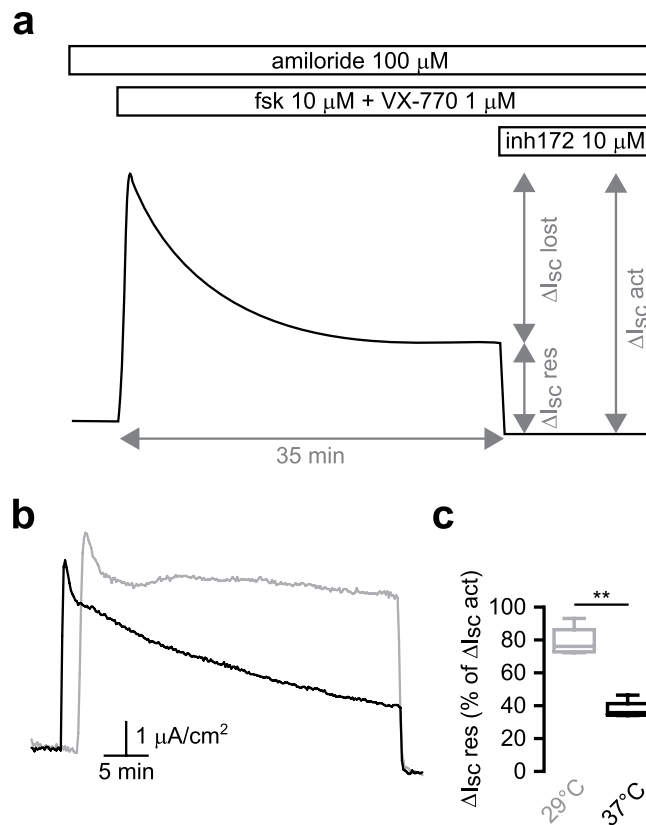 a
amiloride 100 µM
fsk 10 µM + VX-770 1 µM
inh172 10 µM
ΔIsc lost
ΔIsc res
ΔIsc act
35 min
b
1 µA/cm²
5 min
c
ΔIsc res (% of ΔIsc act)
**
100
80
60
40
20
0
29°C
37°C